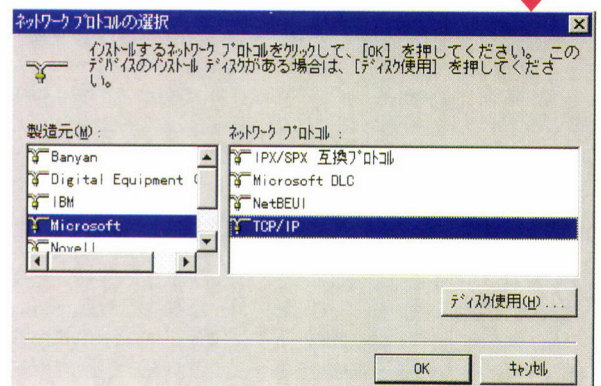 ネットワーク プロトコルの選択
インストールするネットワーク プロトコルをクリックして、[OK] を押してください。 この
デバイスのインストール ディスクがある場合は、[ディスク使用] を押してくださ
い。
製造元(M):
ネットワーク プロトコル :
Banyan
Digital Equipment
IBM
Microsoft
Novell
IPX/SPX 互換プロトコル
Microsoft DLC
NetBEUI
TCP/IP
ディスク使用(H)...
OK
キャンセル